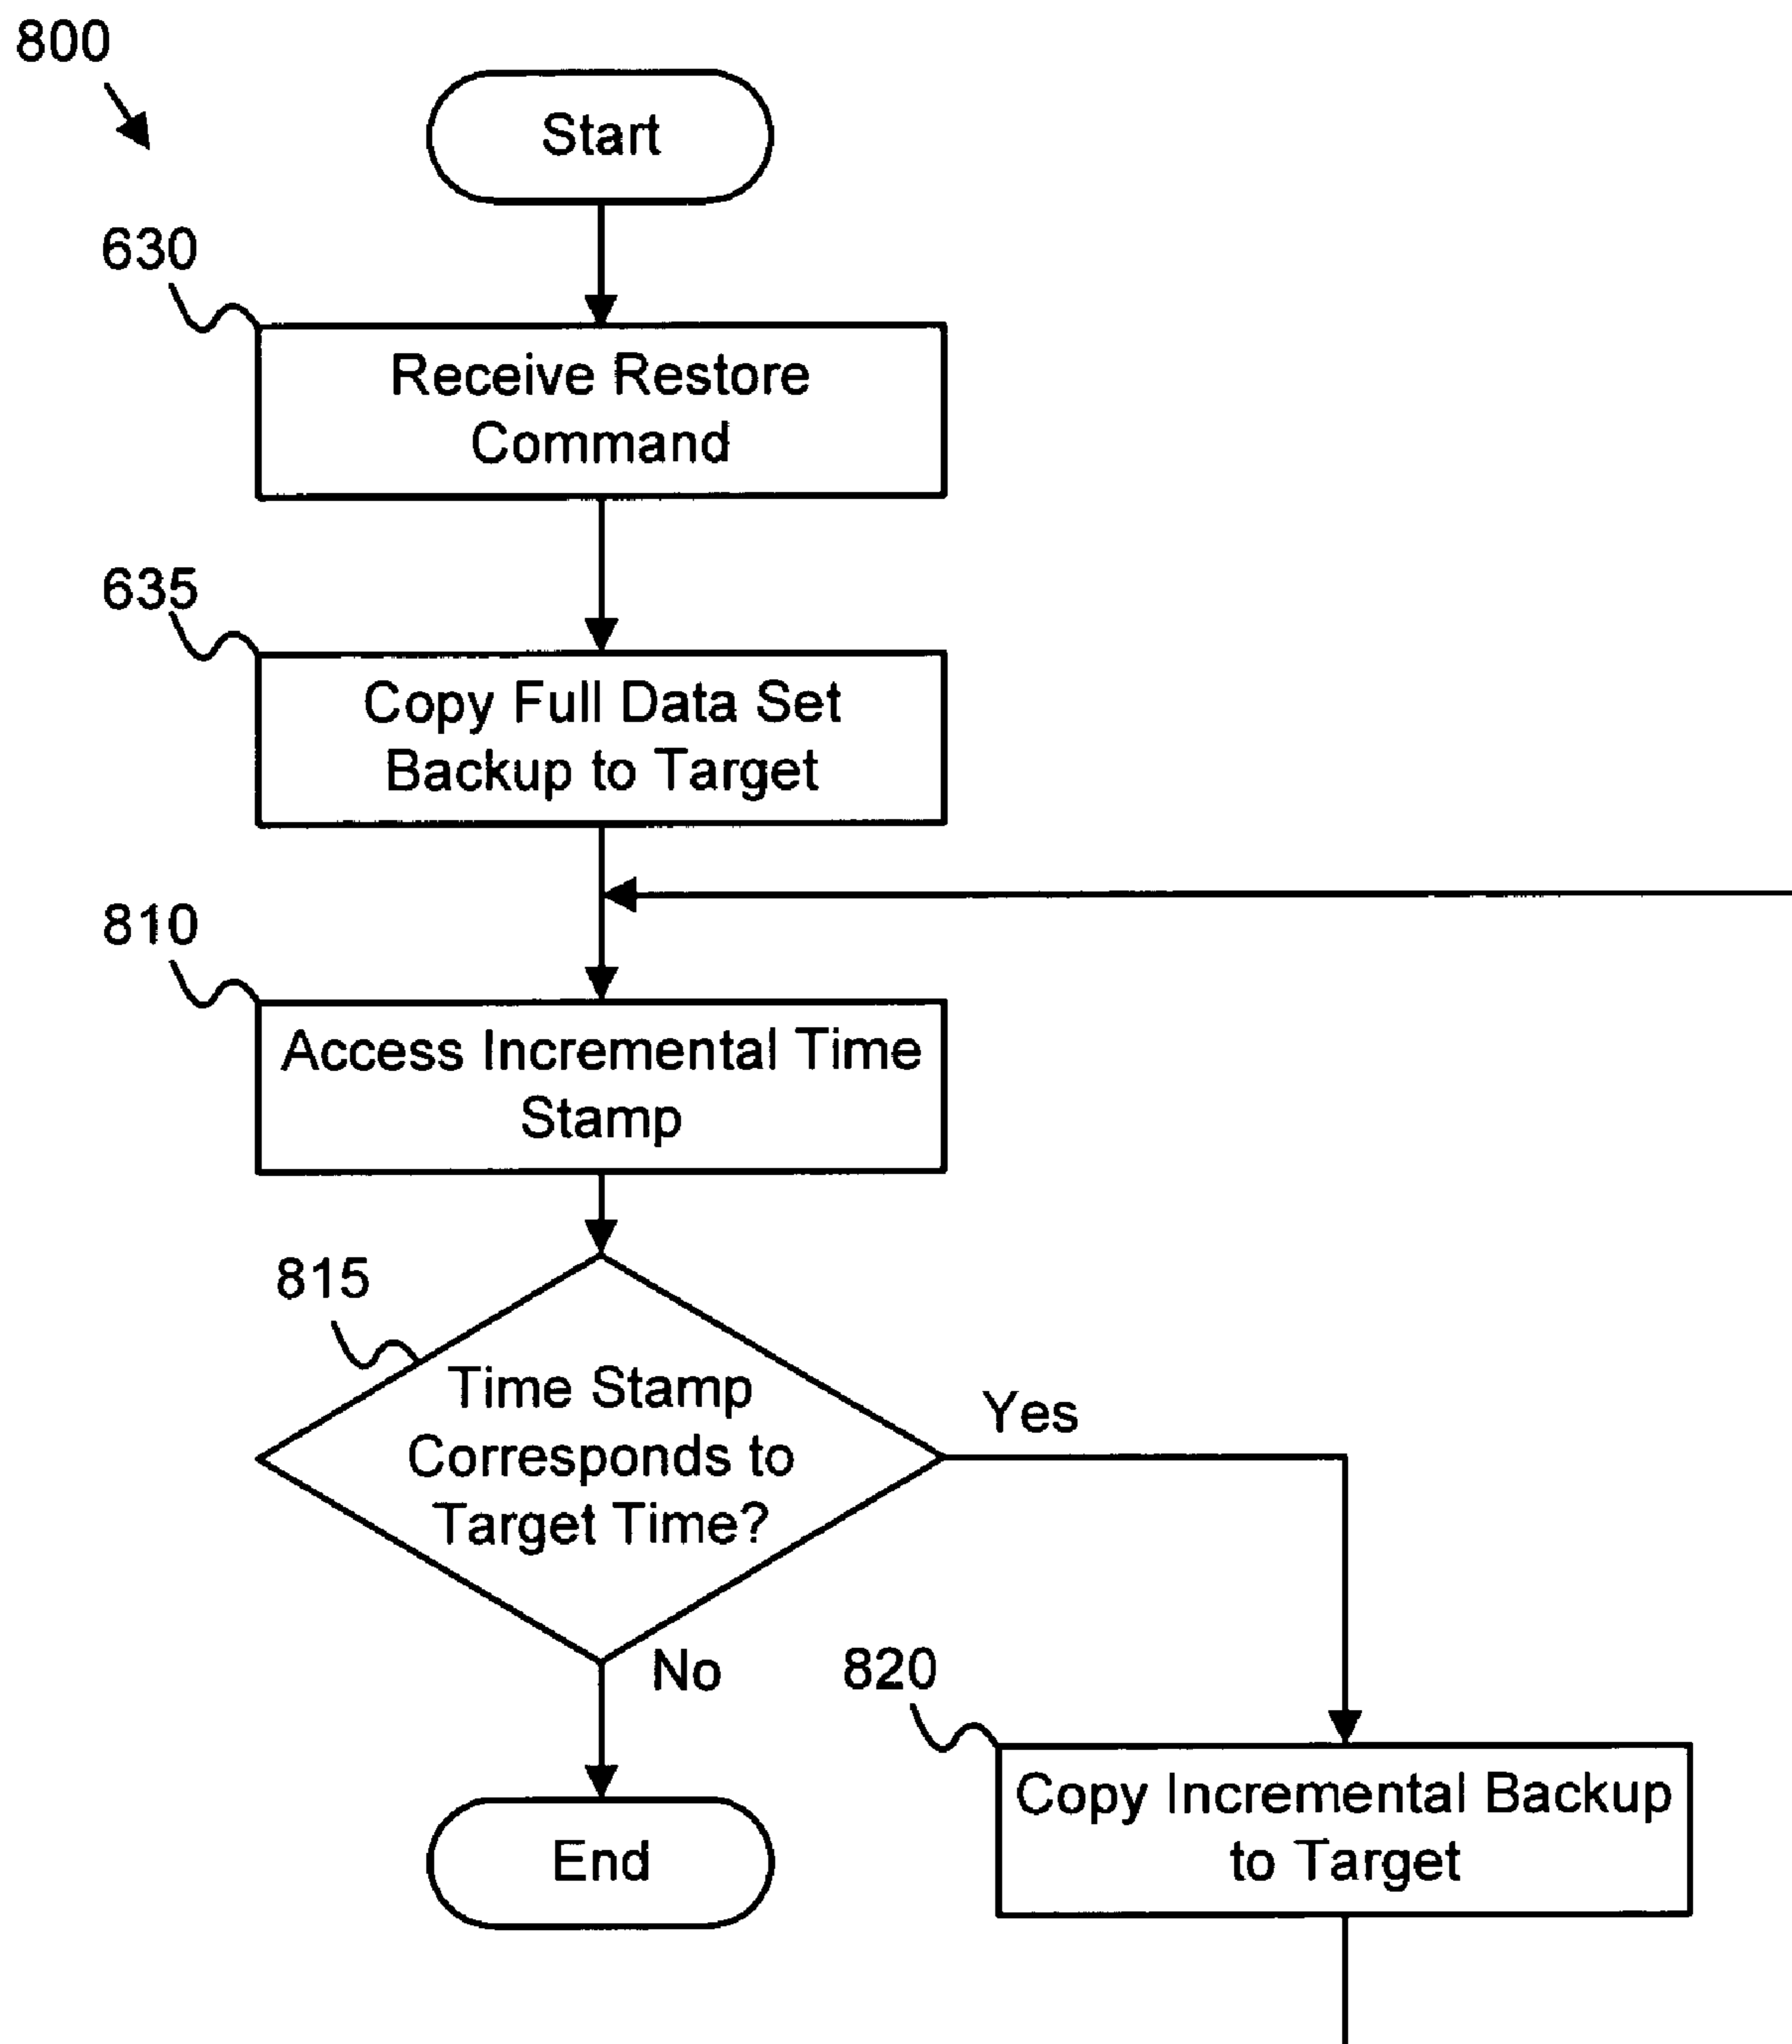 800
Start
630
Receive Restore
Command
635
Copy Full Data Set
Backup to Target
810
Access Incremental Time
Stamp
815
Time Stamp
Corresponds to
Target Time?
Yes
No
820
Copy Incremental Backup
to Target
End